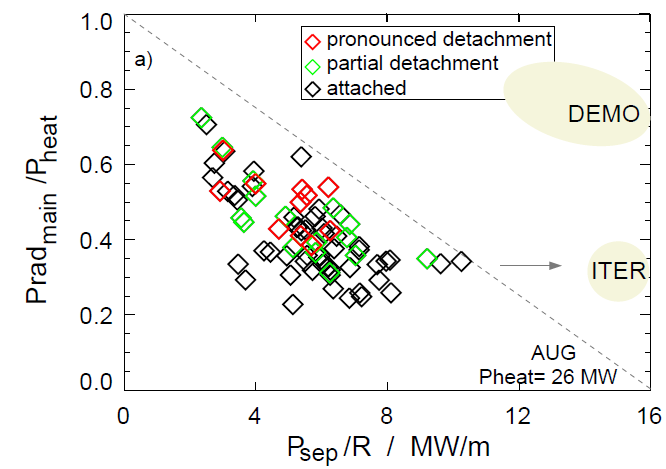 1.0
0.8
0.6
0.4
0.2
0.0
Prad_main /P_heat
a)
pronounced detachment
partial detachment
attached
DEMO
ITER
AUG
Pheat= 26 MW
0 4 8 12 16
P_sep /R / MW/m